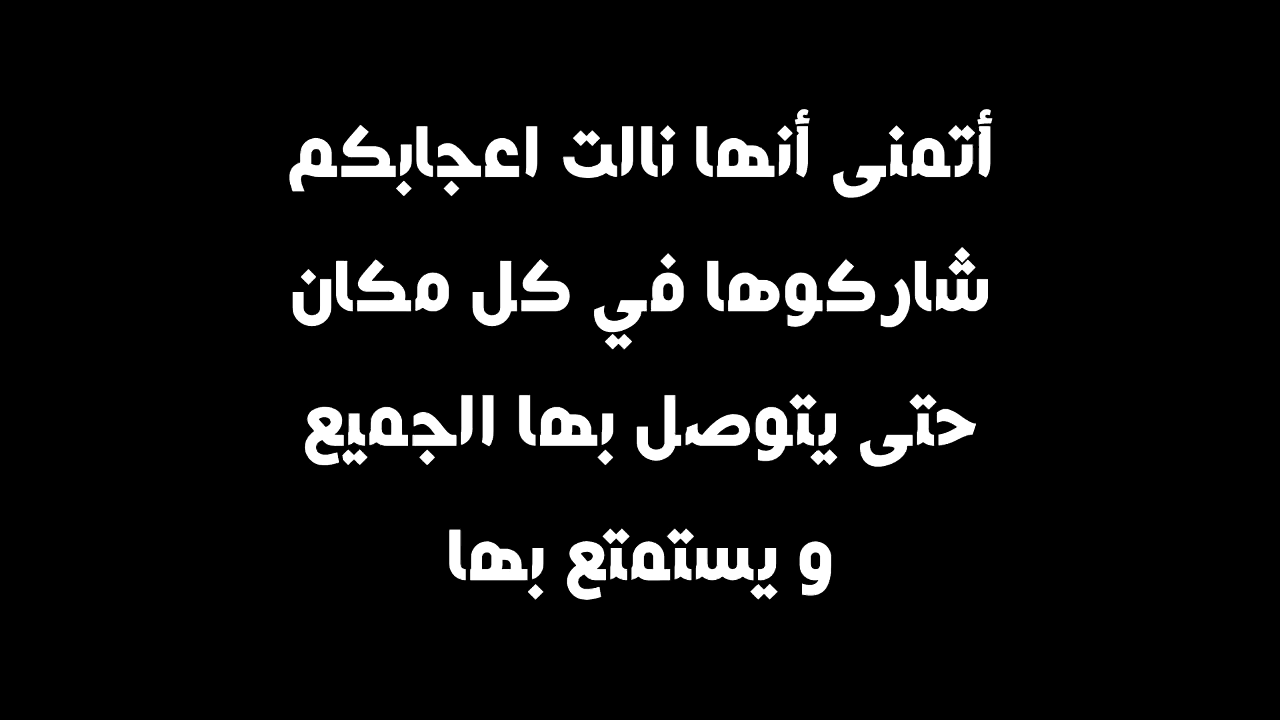 أتمنى أنها نالت اعجابكم
شاركوها في كل مكان
حتى يتوصل بها الجميع
و يستمتع بها